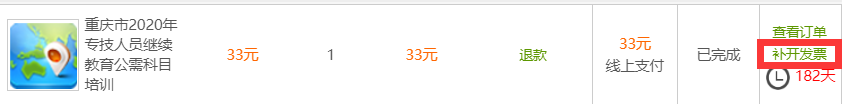 重庆市2020年
专技人员继续
教育公需科目
培训
33元
1
33元
退款
33元
线上支付
已完成
查看订单
补开发票
182天